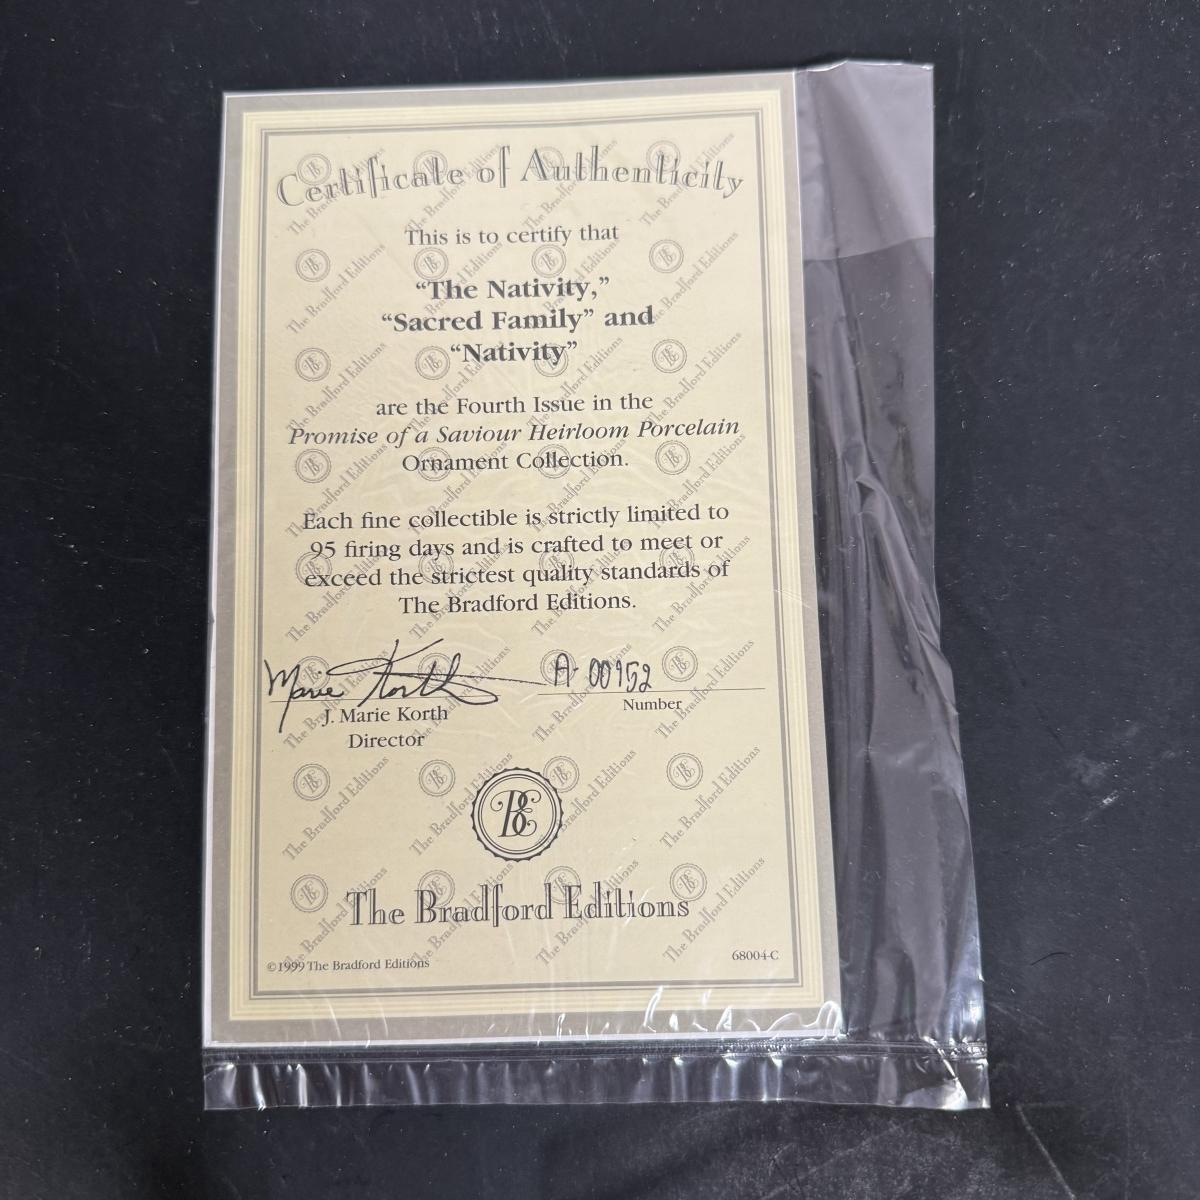 Certificate of Authenticity
This is to certify that
“The Nativity,”
“Sacred Family” and
“Nativity”
are the Fourth Issue in the
Promise of a Saviour Heirloom Porcelain
Ornament Collection.
Each fine collectible is strictly limited to
95 firing days and is crafted to meet or
exceed the strictest quality standards of
The Bradford Editions.
Marie Korth
A-00952
J. Marie Korth
Number
Director
BE
The Bradford Editions
©1999 The Bradford Editions
68004-C